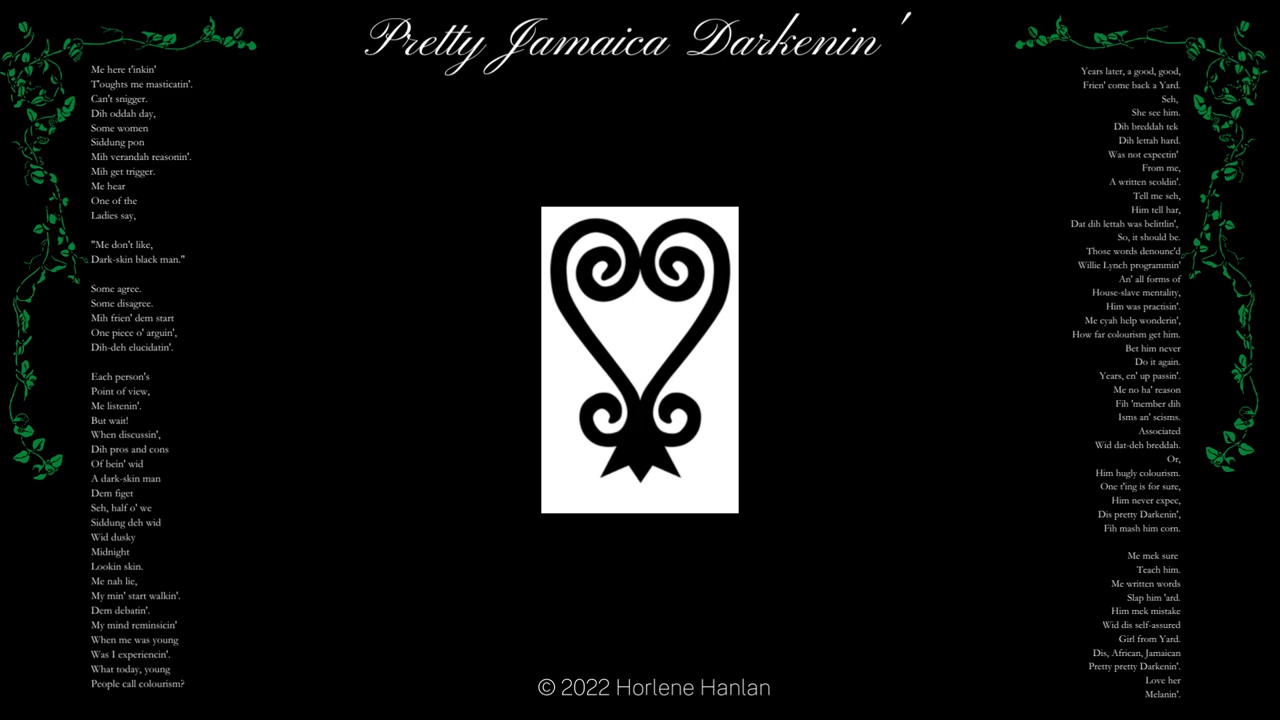 Pretty Jamaica Darkenin'
Me here t'inkin'
T'oughts me masticatin'.
Can't snigger.
Dih oddah day,
Some women
Siddung pon
Mih verandah reasonin'.
Mih get trigger.
Me hear
One of the
Ladies say,
"Me don't like,
Dark-skin black man."
Some agree.
Some disagree.
Mih frien' dem start
One piece o' arguin',
Dih-deh elucidatin'.
Each person's
Point of view,
Me listenin'.
But wait!
When discussin',
Dih pros and cons
Of bein' wid
A dark-skin man
Dem figet
Seh, half o' we
Siddung deh wid
Wid dusky
Midnight
Lookin skin.
Me nah lie,
My min' start walkin'.
Dem debatin'.
My mind reminsicin'
When me was young
Was I experiencin'.
What today, young
People call colourism?
Years later, a good, good,
Frien' come back a Yard.
Seh,
She see him.
Dih breddah tek
Dih lettah hard.
Was not expectin'
From me,
A written scoldin'.
Tell me seh,
Him tell har,
Dat dih lettah was belittlin',
So, it should be.
Those words denounc'd
Willie Lynch programmin'
An' all forms of
House-slave mentality,
Him was practisin'.
Me cyah help wonderin',
How far colourism get him.
Bet him never
Do it again.
Years, en' up passin'.
Me no ha' reason
Fih 'member dih
Isms an' scisms.
Associated
Wid dat-deh breddah.
Or,
Him hugly colourism.
One t'ing is for sure,
Him never expec,
Dis pretty Darkenin',
Fih mash him corn.
Me mek sure
Teach him.
Me written words
Slap him 'ard.
Him mek mistake
Wid dis self-assured
Girl from Yard.
Dis, African, Jamaican
Pretty pretty Darkenin'.
Love her
Melanin'.
© 2022 Horlene Hanlan